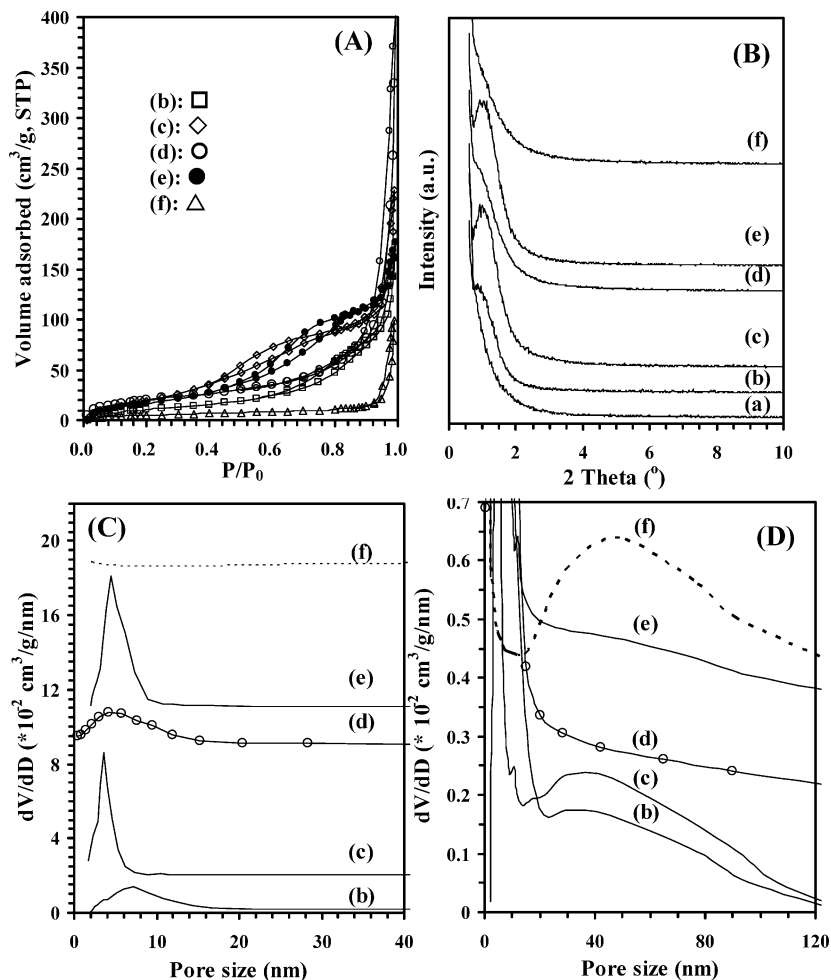 (A)
400
350
300
250
200
150
100
50
0
Volume adsorbed (cm³/g, STP)
(b):
(c):
(d):
(e):
(f):
0.0 0.2 0.4 0.6 0.8 1.0
P/P₀
(B)
Intensity (a.u.)
(f)
(e)
(d)
(c)
(b)
(a)
0 2 4 6 8 10
2 Theta (°)
(C)
20
16
12
8
4
0
dV/dD (*10⁻² cm³/g/nm)
(f)
(e)
(d)
(c)
(b)
0 10 20 30 40
Pore size (nm)
(D)
0.7
0.6
0.5
0.4
0.3
0.2
0.1
0
dV/dD (* 10⁻² cm³/g/nm)
(f)
(e)
(d)
(c)
(b)
0 40 80 120
Pore size (nm)